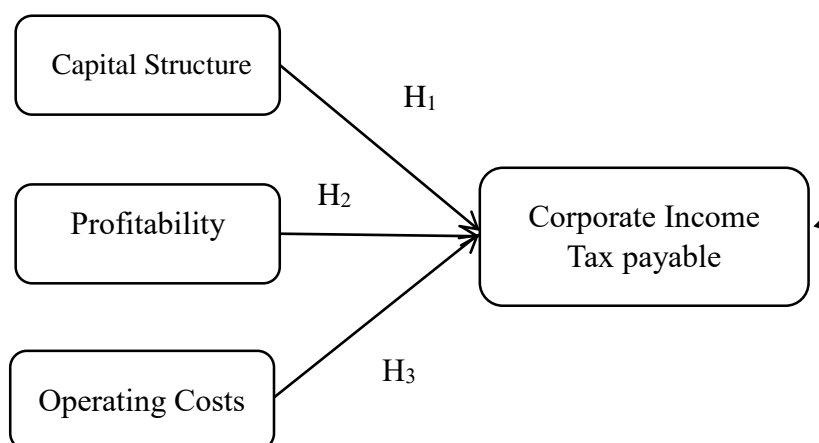 Capital Structure
H₁
Profitability
H₂
Corporate Income
Tax payable
H₃
Operating Costs